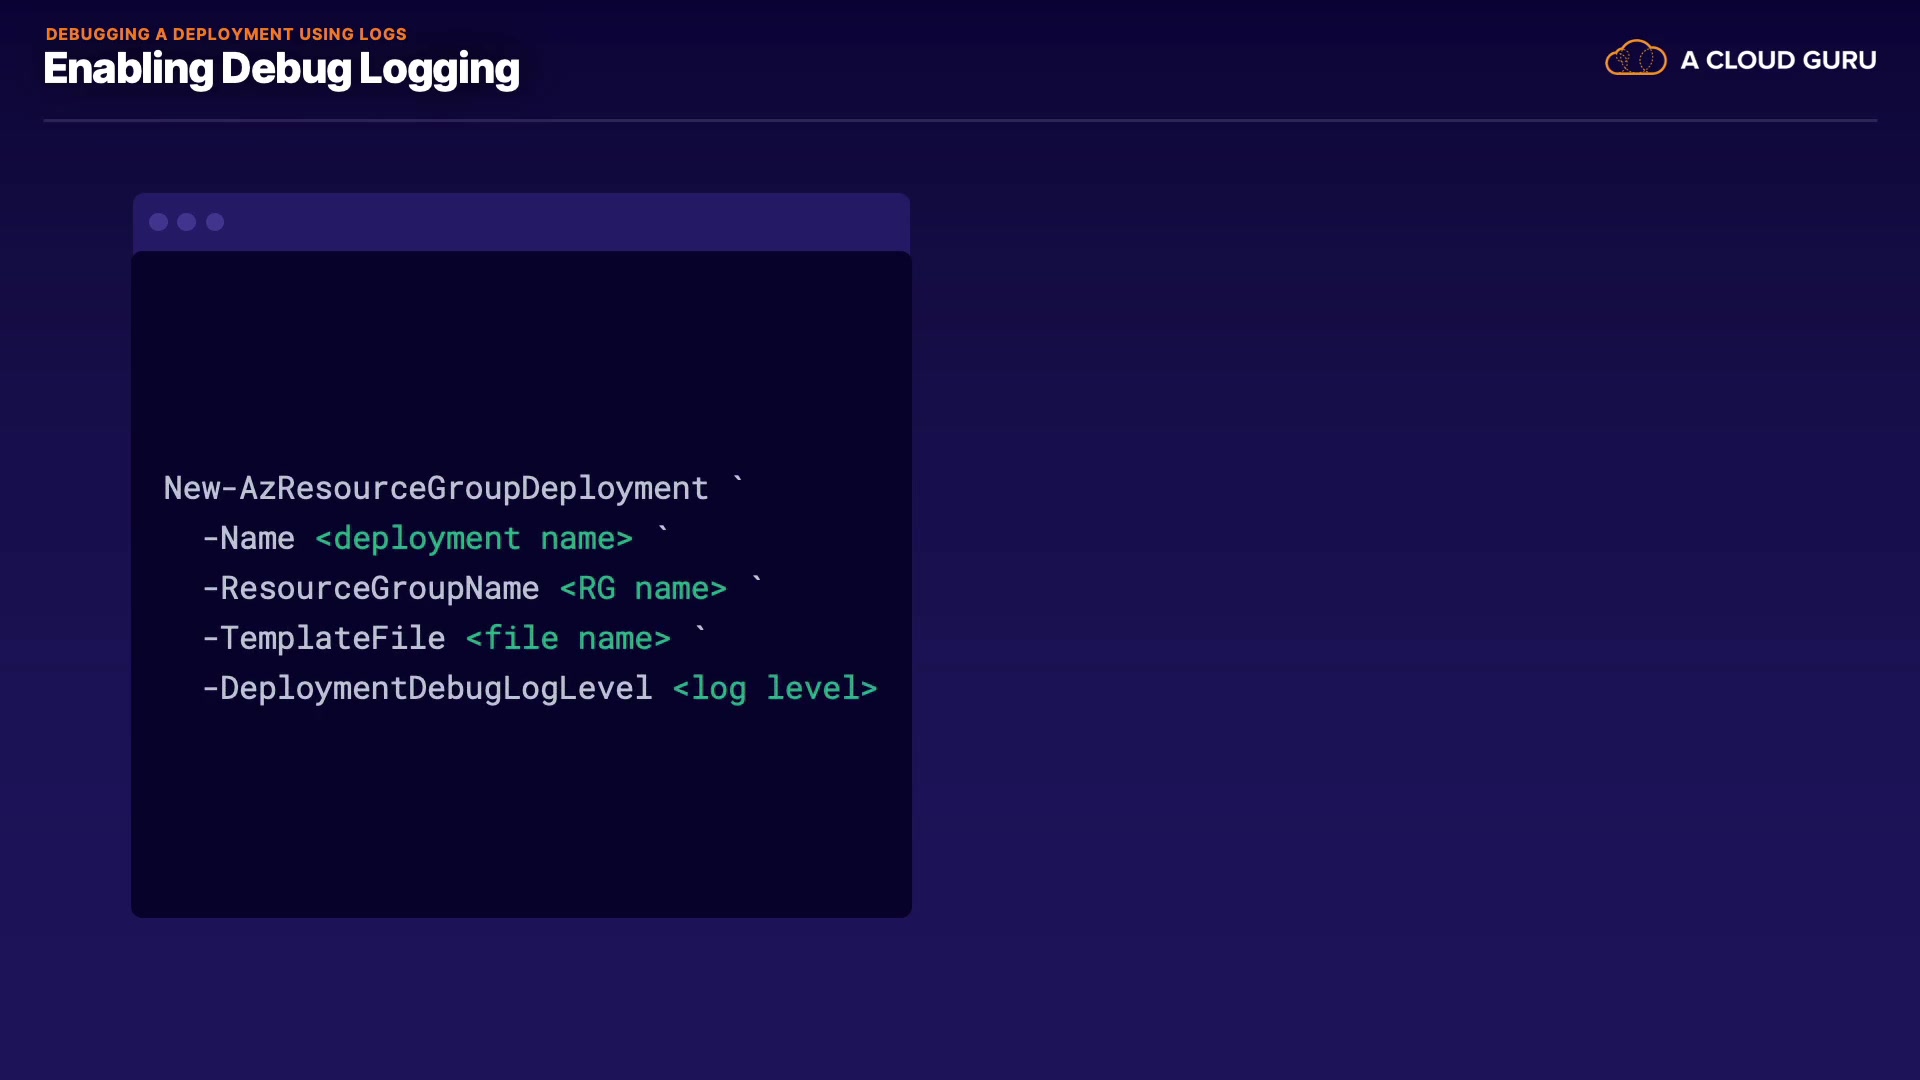 DEBUGGING A DEPLOYMENT USING LOGS
Enabling Debug Logging
A CLOUD GURU
New-AzResourceGroupDeployment `
-Name <deployment name> `
-ResourceGroupName <RG name> `
-TemplateFile <file name> `
-DeploymentDebugLogLevel <log level>